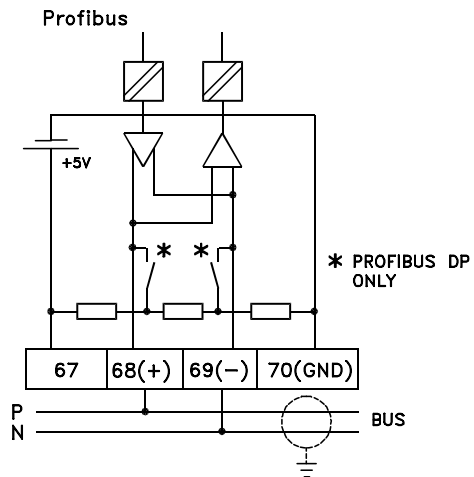 Profibus
+5V
* *
* PROFIBUS DP
ONLY
67 68(+) 69(-) 70(GND)
P
BUS
N